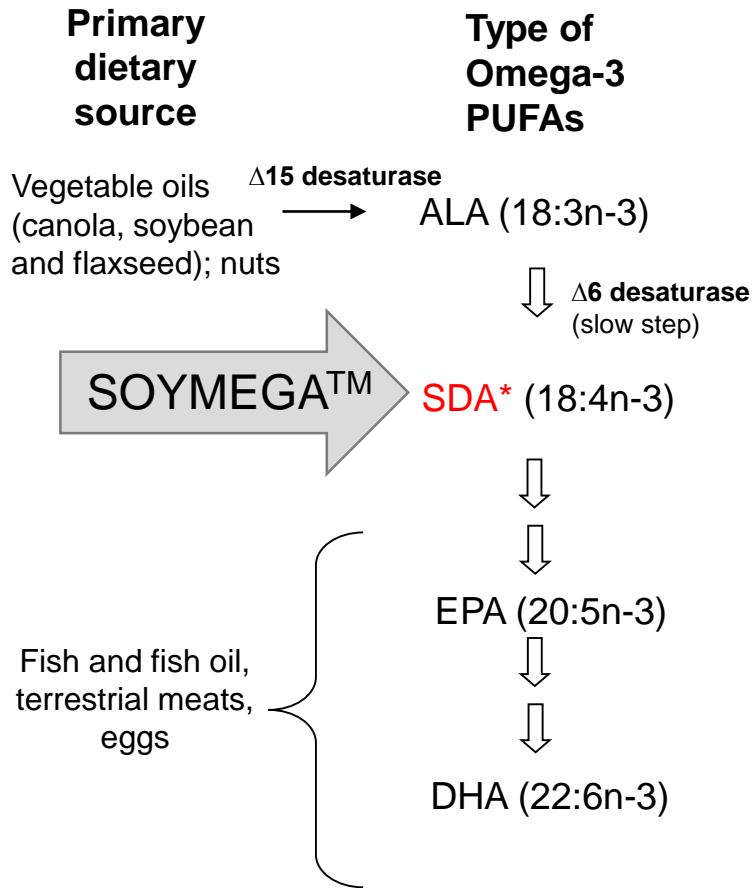 Primary
dietary
source
Type of
Omega-3
PUFAs
Vegetable oils
(canola, soybean
and flaxseed); nuts
Δ15 desaturase
ALA (18:3n-3)
Δ6 desaturase
(slow step)
SOYMEGA™
SDA* (18:4n-3)
EPA (20:5n-3)
Fish and fish oil,
terrestrial meats,
eggs
DHA (22:6n-3)